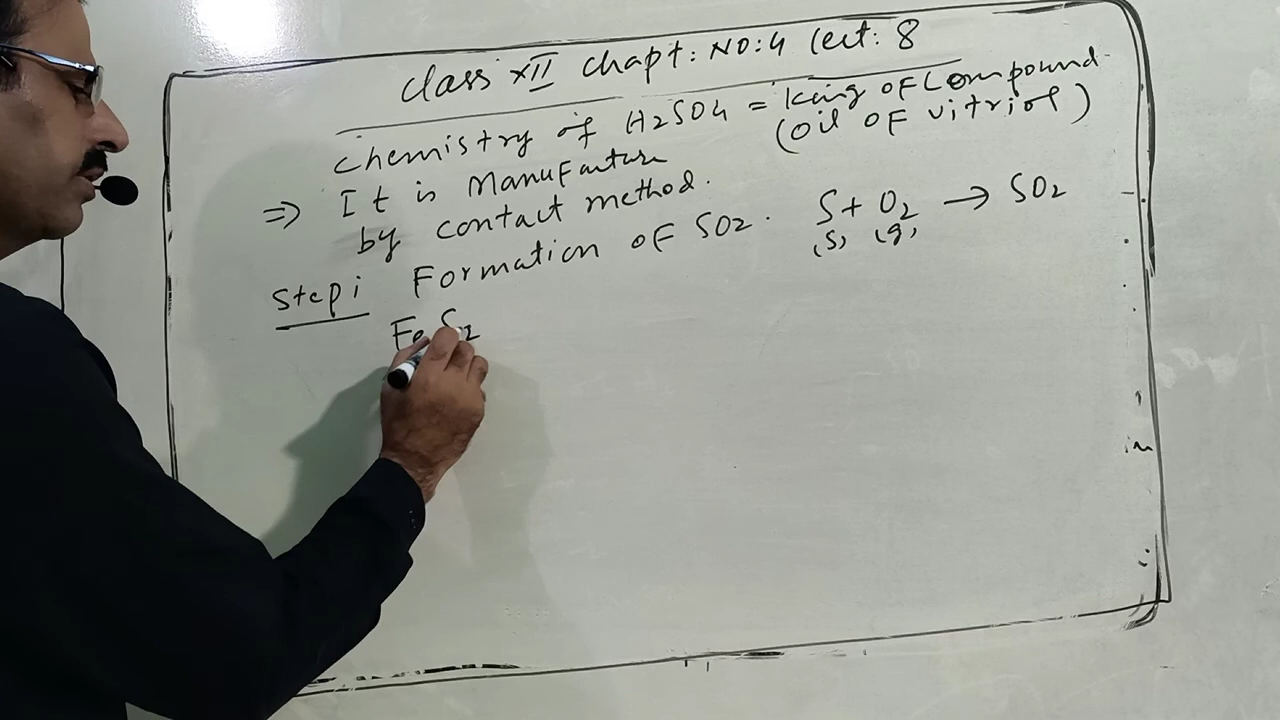 Class XII Chapt: NO:4 lect: 8
Chemistry of H2SO4 = King OF Compound
(Oil OF vitriol)
⇒ It is Manufacture
by contact method.
Step i Formation OF SO2. S + O2 → SO2
(s) (g)
FeS2